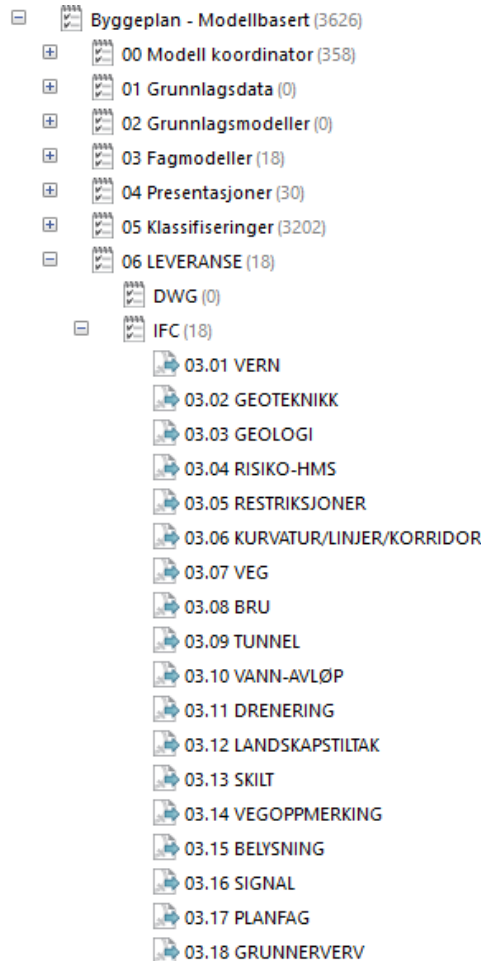 Byggeplan - Modellbasert (3626)
00 Modell koordinator (358)
01 Grunnlagsdata (0)
02 Grunnlagsmodeller (0)
03 Fagmodeller (18)
04 Presentasjoner (30)
05 Klassifiseringer (3202)
06 LEVERANSE (18)
DWG (0)
IFC (18)
03.01 VERN
03.02 GEOTEKNIKK
03.03 GEOLOGI
03.04 RISIKO-HMS
03.05 RESTRIKSJONER
03.06 KURVATUR/LINJER/KORRIDOR
03.07 VEG
03.08 BRU
03.09 TUNNEL
03.10 VANN-AVLØP
03.11 DRENERING
03.12 LANDSKAPSTILTAK
03.13 SKILT
03.14 VEGOPPMERKING
03.15 BELYSNING
03.16 SIGNAL
03.17 PLANFAG
03.18 GRUNNERVERV